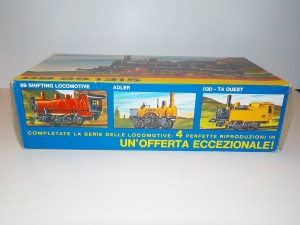 99 SHIFTING LOCOMOTIVE
ADLER
030 - TA OUEST
COMPLETATE LA SERIE DELLE LOCOMOTIVE: 4 PERFETTE RIPRODUZIONI IN
UN'OFFERTA ECCEZIONALE!